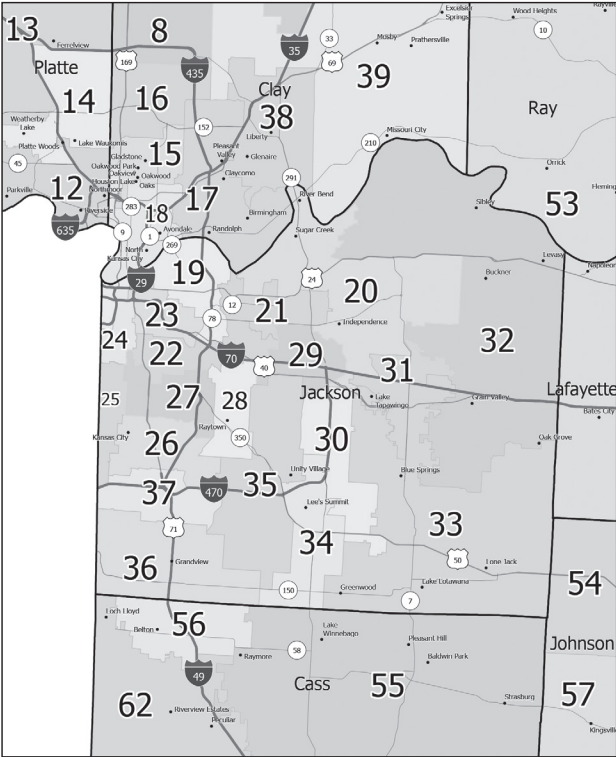 13
8
35
33
Excelsior
Springs
Wood Heights
10
Ferrelview
Mosby
Prathersville
169
435
69
39
Platte
Clay
14
16
38
Ray
Weatherby
Lake
152
Liberty
210
Missouri City
Platte Woods
Lake Waukomis
15
Pleasant
Valley
Glenaire
45
Gladstone
Oakwood Park
Oakview
Oakwood
Houston Lake
Oaks
Claycomo
291
Orrick
Parkville
12
Northmoor
17
River Bend
53
Riverside
283
18
Birmingham
Sibley
635
9
1
Avondale
269
Randolph
Sugar Creek
North
Kansas City
19
Levasy
Napoleon
29
24
20
Buckner
23
12
21
78
Independence
32
24
22
70
40
29
31
Jackson
Lafayette
25
27
28
Lake
Tapawingo
Grain Valley
Bates City
Raytown
Kansas City
26
350
30
Oak Grove
Unity Village
Blue Springs
37
470
35
Lee's Summit
71
34
33
50
Lone Jack
36
Grandview
54
150
Greenwood
Lake Lotawana
7
Loch Lloyd
56
Lake
Winnebago
Belton
Pleasant Hill
Johnson
58
Raymore
Baldwin Park
49
Cass
55
57
62
Strasburg
Riverview Estates
Peculiar